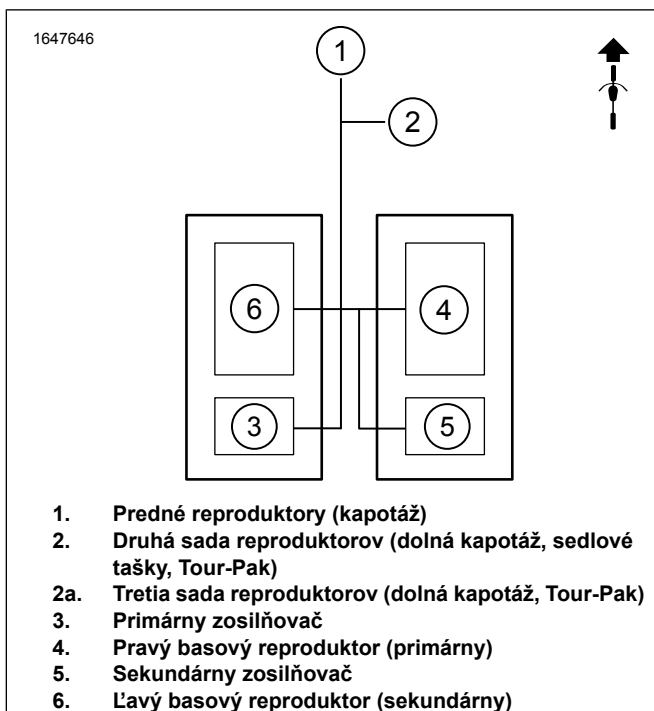 1647646
1
2
6
4
3
5
1. Predné reproduktory (kapotáž)
2. Druhá sada reproduktorov (dolná kapotáž, sedlové
tašky, Tour-Pak)
2a. Tretia sada reproduktorov (dolná kapotáž, Tour-Pak)
3. Primárny zosilňovač
4. Pravý basový reproduktor (primárny)
5. Sekundárny zosilňovač
6. Ľavý basový reproduktor (sekundárny)